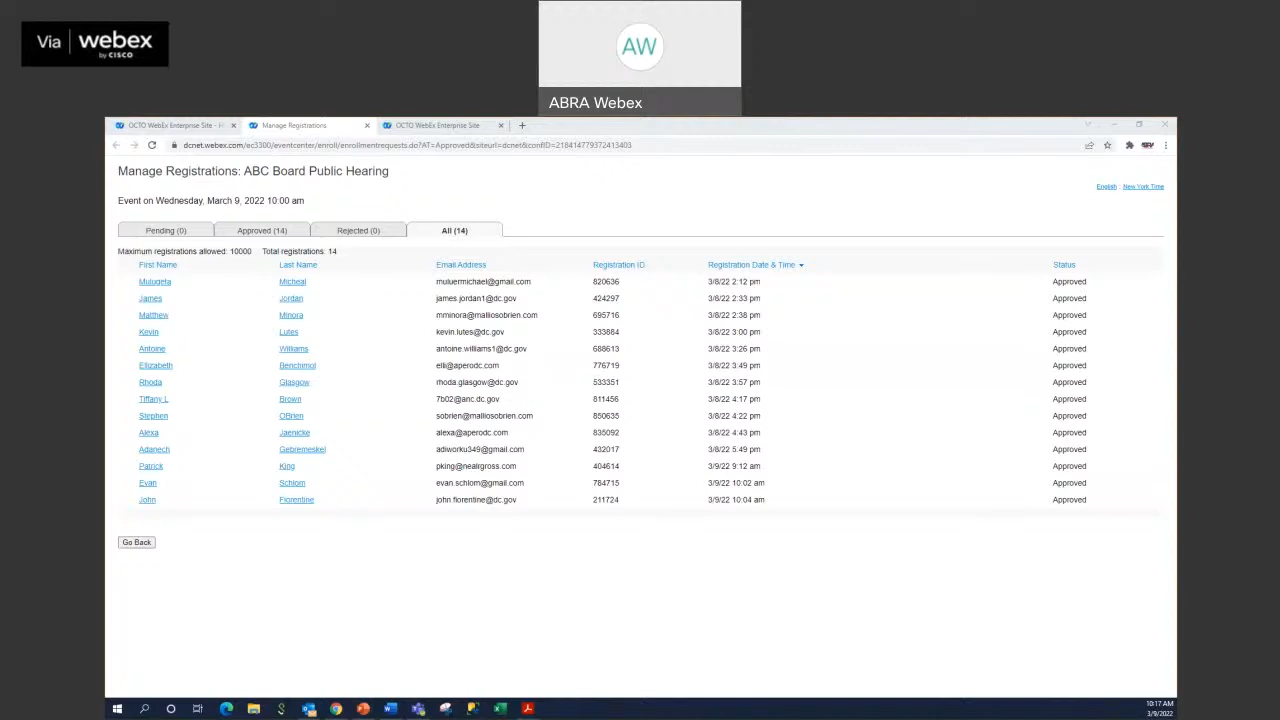 Via webex
by CISCO
AW
ABRA Webex
OCTO WebEx Enterprise Site - Manage Registrations OCTO WebEx Enterprise Site
dcnet.webex.com/ec3300/eventcenter/enroll/enrollmentrequests.do?AT=Approved&siteurl=dcnet&confID=218414779372413403
Manage Registrations: ABC Board Public Hearing
English : New York Time
Event on Wednesday, March 9, 2022 10:00 am
Pending (0) Approved (14) Rejected (0) All (14)
Maximum registrations allowed: 10000 Total registrations: 14
First Name Last Name Email Address Registration ID Registration Date & Time Status
Mulugeta Micheal muluermichael@gmail.com 820636 3/8/22 2:12 pm Approved
James Jordan james.jordan1@dc.gov 424297 3/8/22 2:33 pm Approved
Matthew Minora mminora@malliosobrien.com 695716 3/8/22 2:38 pm Approved
Kevin Lutes kevin.lutes@dc.gov 333884 3/8/22 3:00 pm Approved
Antoine Williams antoine.williams1@dc.gov 688613 3/8/22 3:26 pm Approved
Elizabeth Benchimol elli@aperodc.com 776719 3/8/22 3:49 pm Approved
Rhoda Glasgow rhoda.glasgow@dc.gov 533351 3/8/22 3:57 pm Approved
Tiffany L Brown 7b02@anc.dc.gov 811456 3/8/22 4:17 pm Approved
Stephen OBrien sobrien@malliosobrien.com 850635 3/8/22 4:22 pm Approved
Alexa Jaenicke alexa@aperodc.com 835092 3/8/22 4:43 pm Approved
Adanech Gebremeskel adiworku349@gmail.com 432017 3/8/22 5:49 pm Approved
Patrick King pking@nealrgross.com 404614 3/9/22 9:12 am Approved
Evan Schlom evan.schlom@gmail.com 784715 3/9/22 10:02 am Approved
John Fiorentine john.fiorentine@dc.gov 211724 3/9/22 10:04 am Approved
Go Back
10:17 AM
3/9/2022